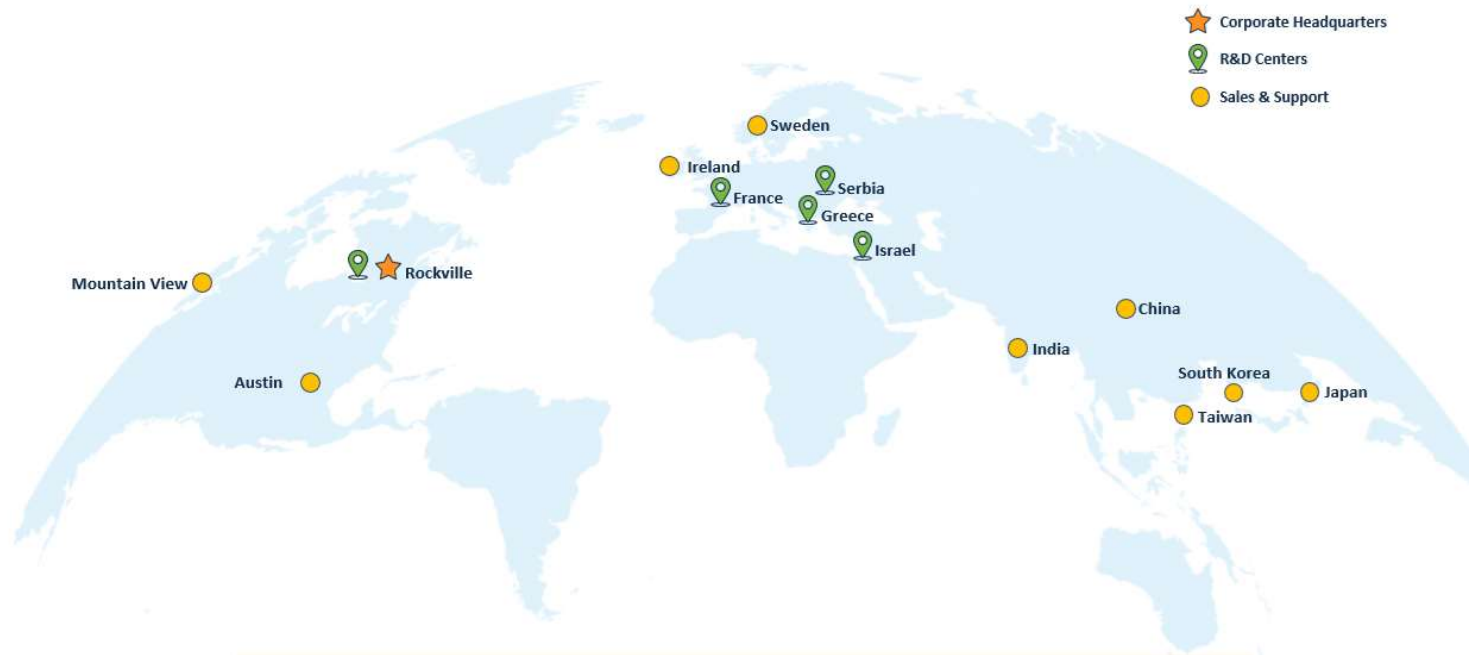 Corporate Headquarters
R&D Centers
Sales & Support
Sweden
Ireland
Serbia
France
Greece
Israel
Rockville
Mountain View
China
India
South Korea
Austin
Japan
Taiwan